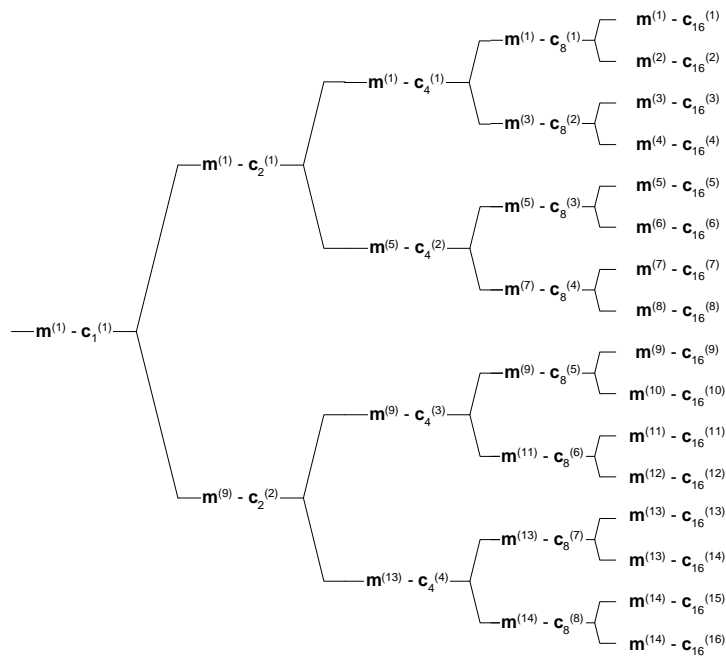 m(1) - c16(1)
m(1) - c8(1)
m(2) - c16(2)
m(1) - c4(1)
m(3) - c16(3)
m(3) - c8(2)
m(4) - c16(4)
m(1) - c2(1)
m(5) - c16(5)
m(5) - c8(3)
m(6) - c16(6)
m(5) - c4(2)
m(7) - c16(7)
m(7) - c8(4)
m(8) - c16(8)
m(1) - c1(1)
m(9) - c16(9)
m(9) - c8(5)
m(10) - c16(10)
m(9) - c4(3)
m(11) - c16(11)
m(11) - c8(6)
m(12) - c16(12)
m(9) - c2(2)
m(13) - c16(13)
m(13) - c8(7)
m(13) - c16(14)
m(13) - c4(4)
m(14) - c16(15)
m(14) - c8(8)
m(14) - c16(16)